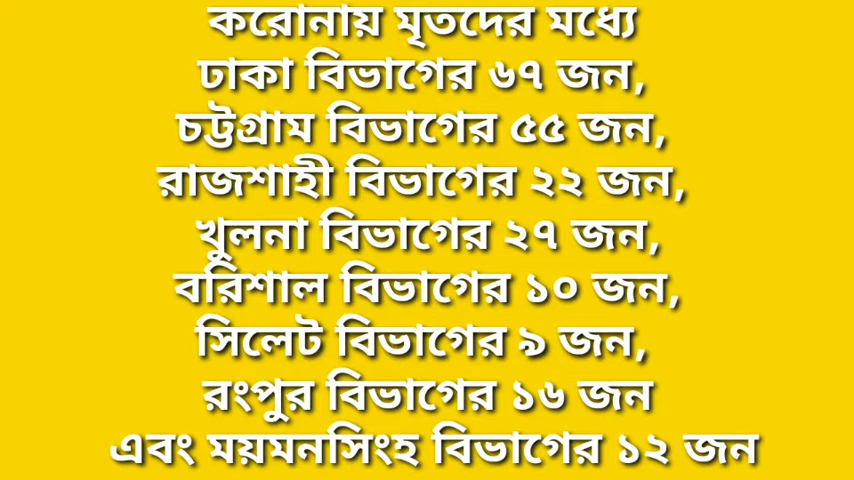 করোনায় মৃতদের মধ্যে
ঢাকা বিভাগের ৬৭ জন,
চট্টগ্রাম বিভাগের ৫৫ জন,
রাজশাহী বিভাগের ২২ জন,
খুলনা বিভাগের ২৭ জন,
বরিশাল বিভাগের ১০ জন,
সিলেট বিভাগের ৯ জন,
রংপুর বিভাগের ১৬ জন
এবং ময়মনসিংহ বিভাগের ১২ জন